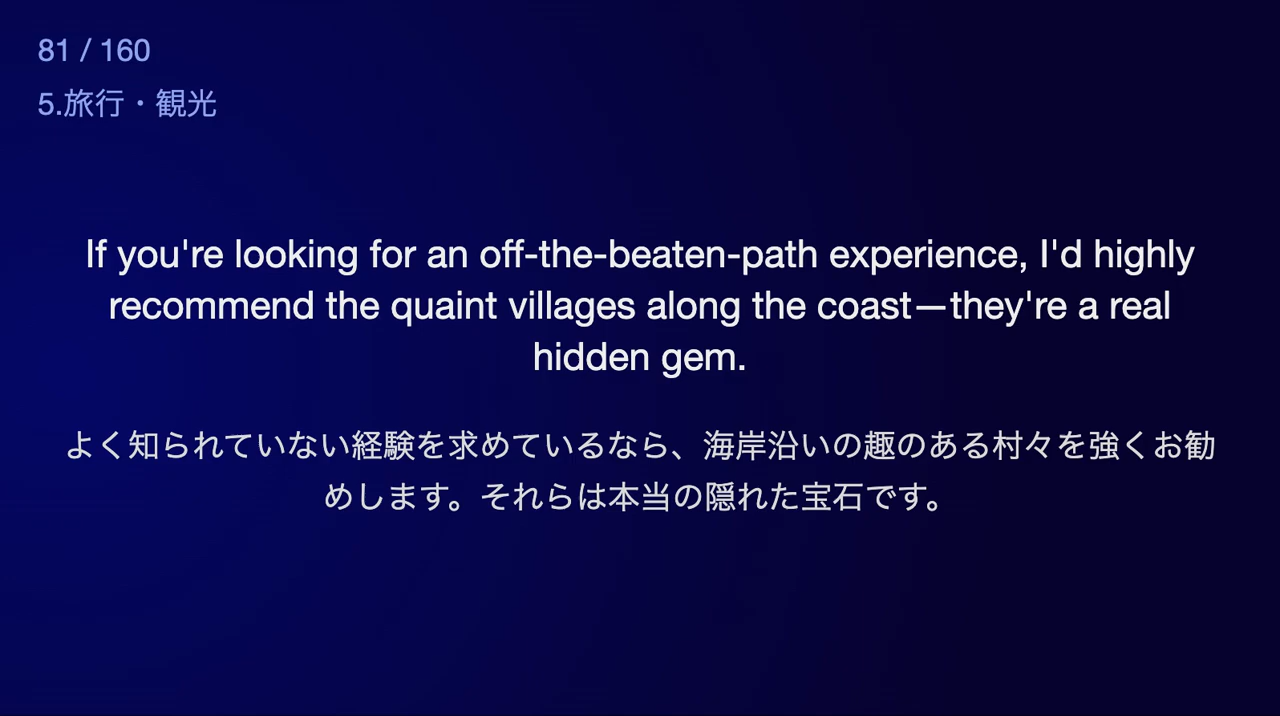 81 / 160
5.旅行・観光
If you're looking for an off-the-beaten-path experience, I'd highly
recommend the quaint villages along the coast—they're a real
hidden gem.
よく知られていない経験を求めているなら、海岸沿いの趣のある村々を強くお勧
めします。それらは本当の隠れた宝石です。